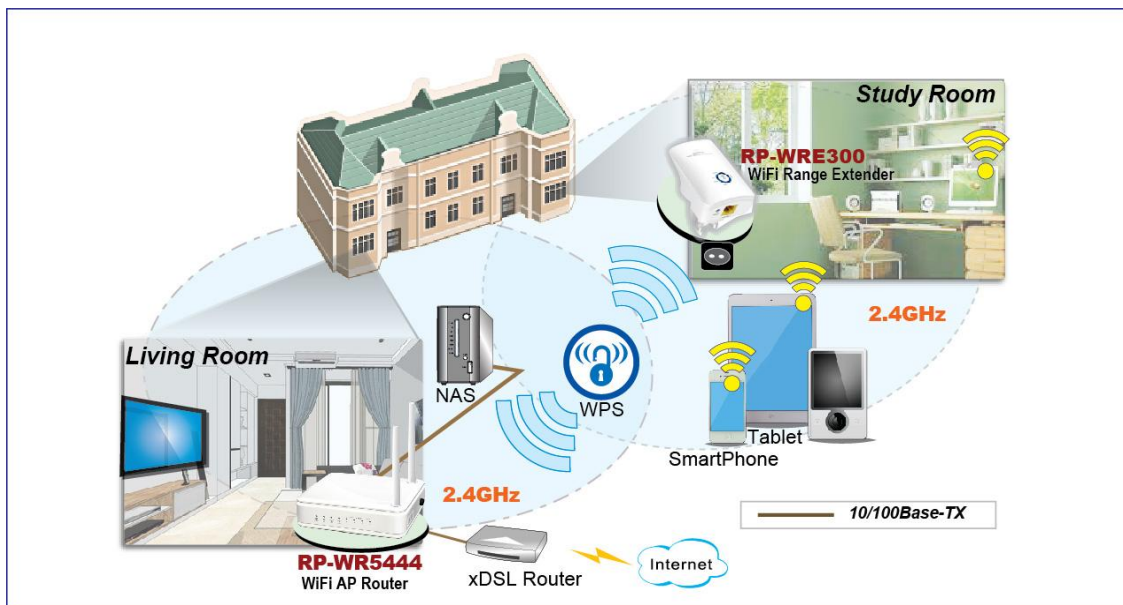 Study Room
RP-WRE300
WiFi Range Extender
2.4GHz
Living Room
NAS
WPS
Tablet
SmartPhone
2.4GHz
10/100Base-TX
RP-WR5444
WiFi AP Router
xDSL Router
Internet